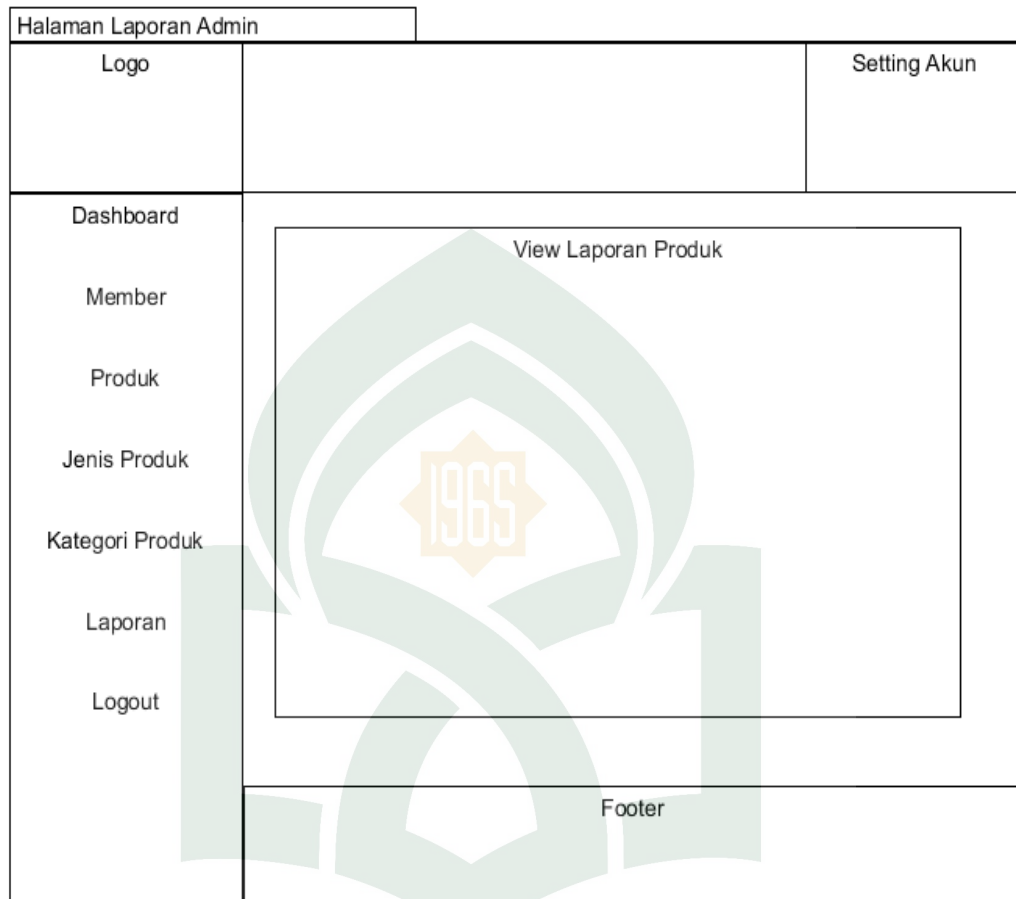 Halaman Laporan Admin
Logo
Setting Akun
Dashboard
Member
Produk
Jenis Produk
Kategori Produk
Laporan
Logout
View Laporan Produk
1965
Footer